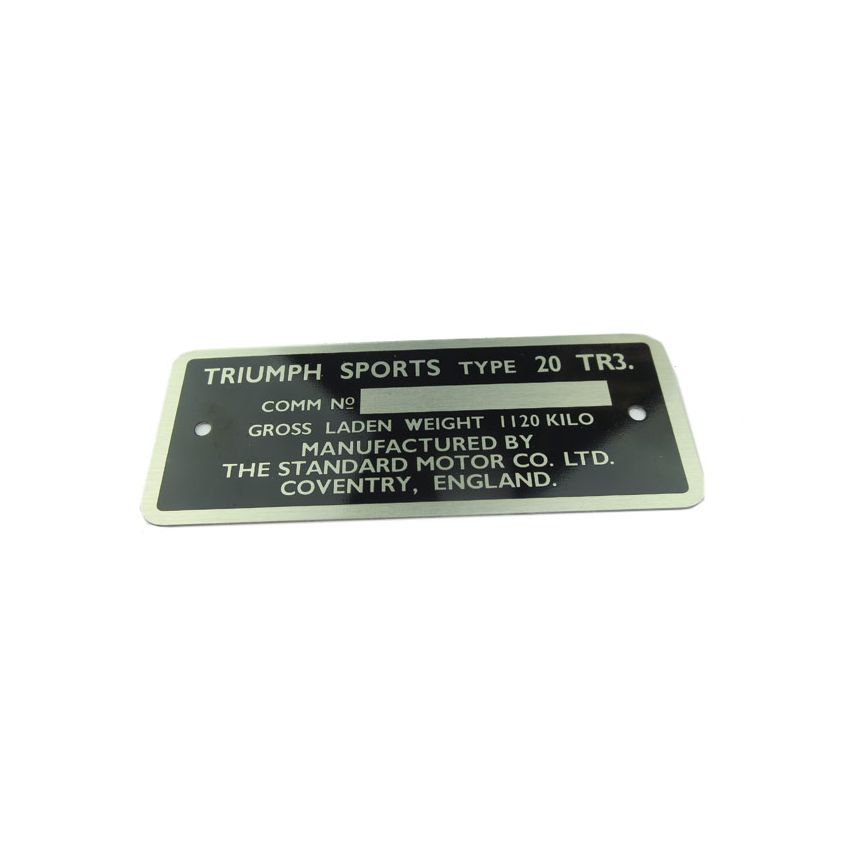 TRIUMPH SPORTS TYPE 20 TR3.
COMM Nº
GROSS LADEN WEIGHT 1120 KILO
MANUFACTURED BY
THE STANDARD MOTOR CO. LTD.
COVENTRY, ENGLAND.